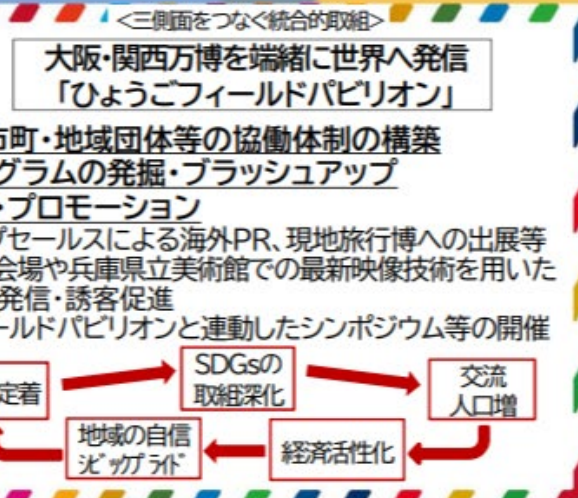 <三側面をつなぐ統合的取組>
大阪・関西万博を端緒に世界へ発信
「ひょうごフィールドパビリオン」
市町・地域団体等の協働体制の構築
グラムの発掘・ブラッシュアップ
・プロモーション
プセールスによる海外PR、現地旅行博への出展等
会場や兵庫県立美術館での最新映像技術を用いた
発信・誘客促進
ールドパビリオンと連動したシンポジウム等の開催
定着
SDGsの
取組深化
交流
人口増
地域の自信
シビックプライド
経済活性化